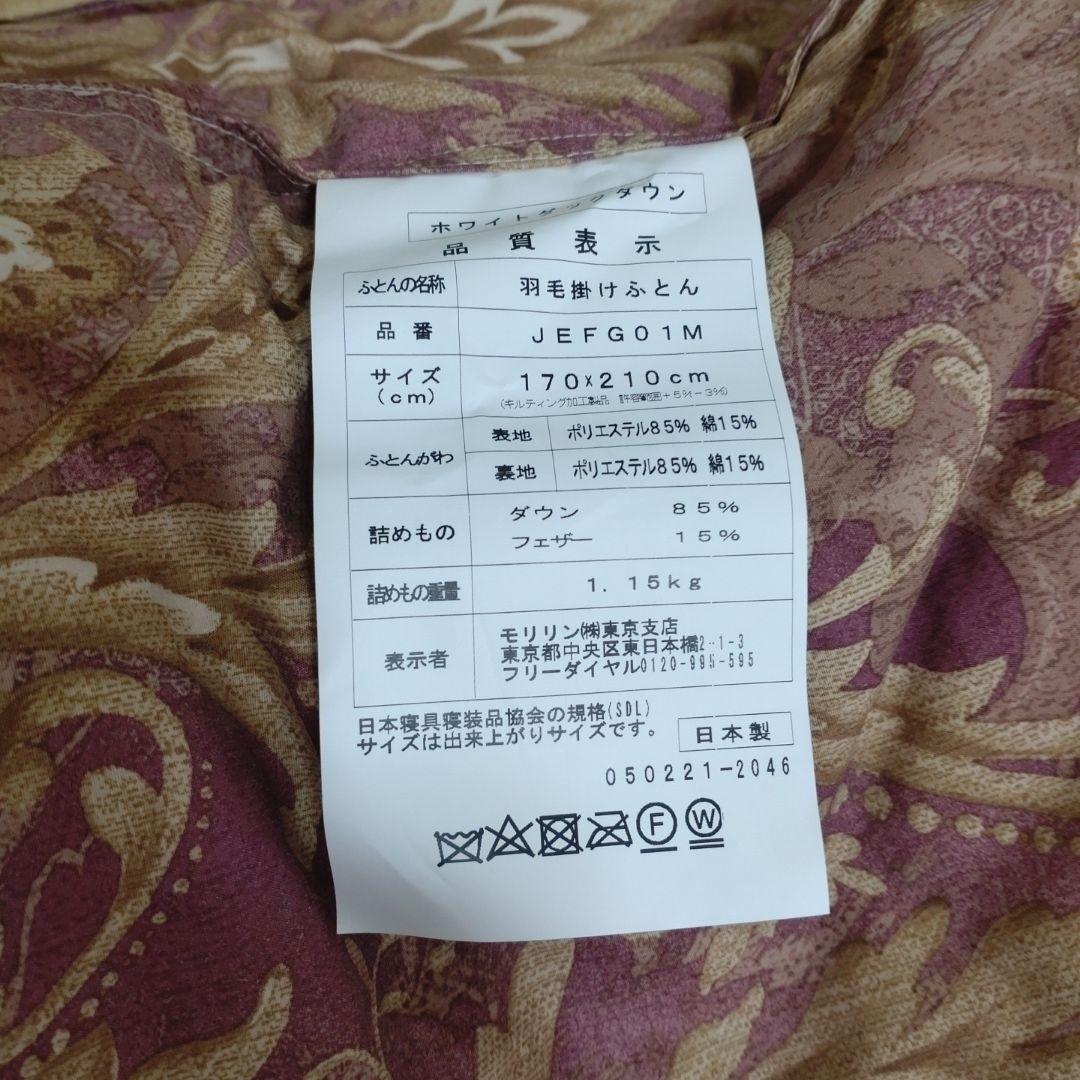 ホワイトダックダウン
品質表示
ふとんの名称 羽毛掛けふとん
品番 JEFG01M
サイズ(cm) 170×210cm
(キルティング加工製品 許容範囲+5%-3%)
ふとんがわ 表地 ポリエステル85% 綿15%
裏地 ポリエステル85% 綿15%
詰めもの ダウン 85%
フェザー 15%
詰めもの重量 1.15kg
表示者 モリリン㈱東京支店
東京都中央区東日本橋2-1-3
フリーダイヤル0120-995-595
日本寝具寝装品協会の規格(SDL)
サイズは出来上がりサイズです。
日本製
050221-2046
F W